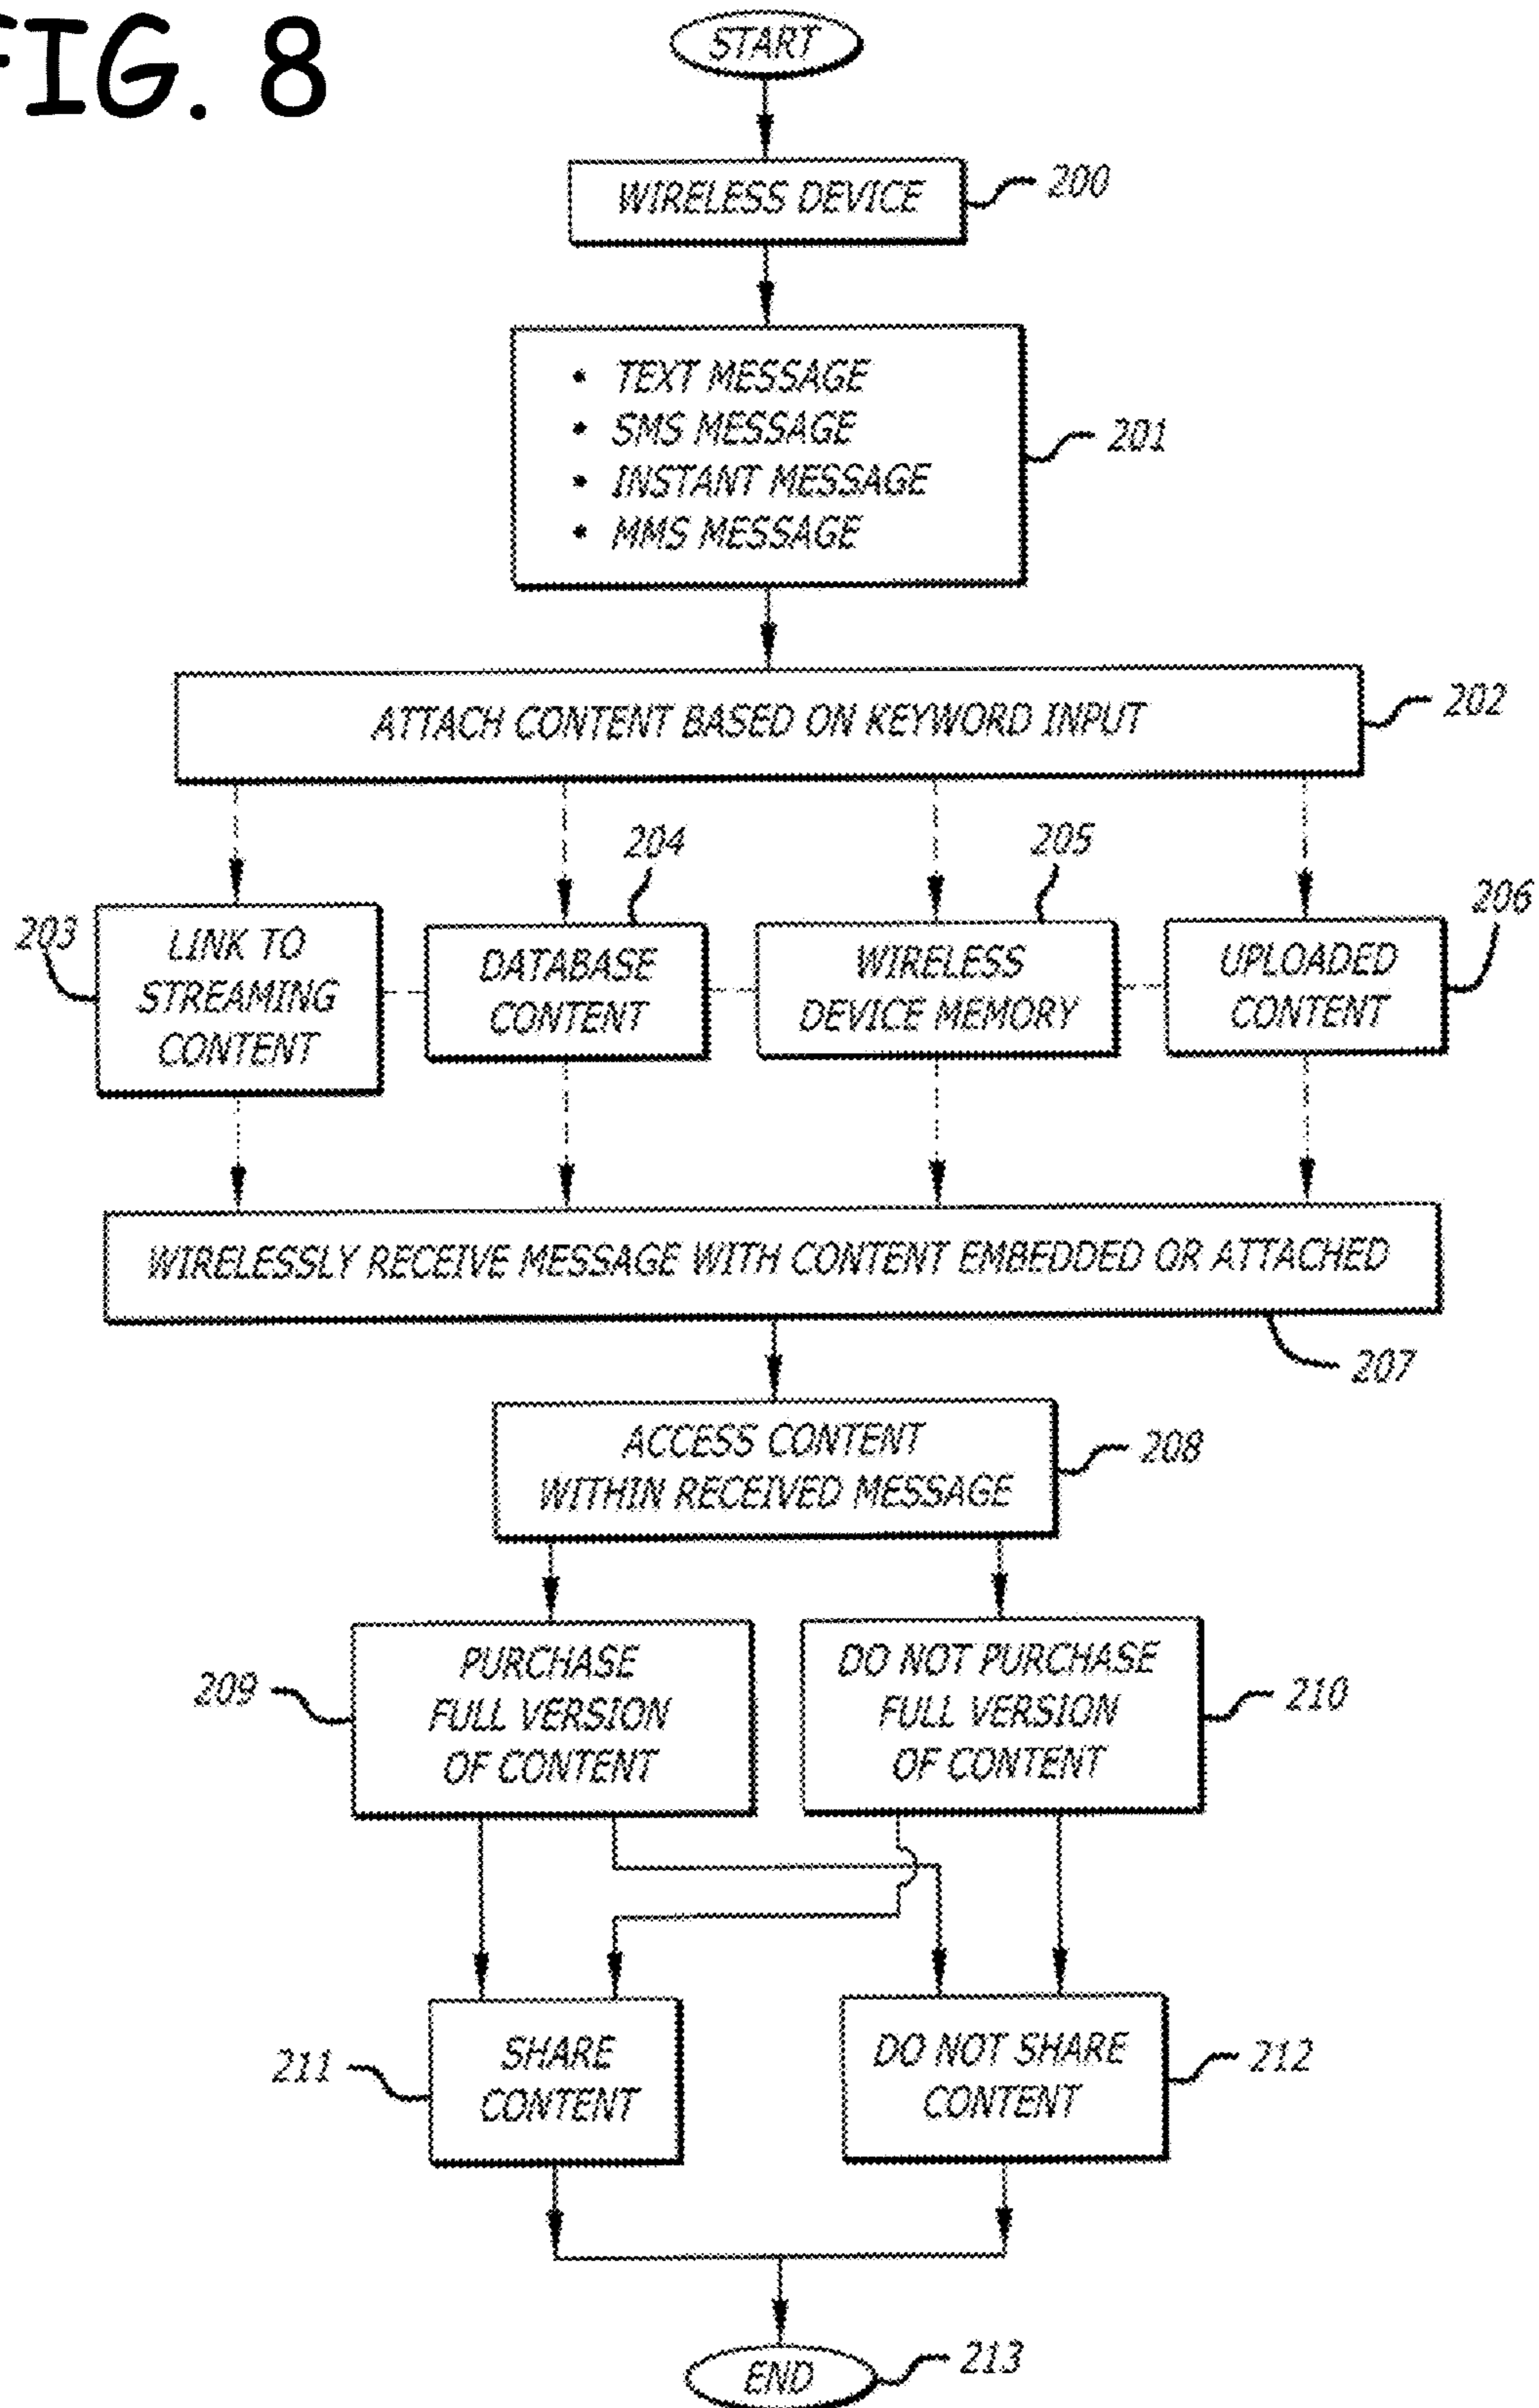 FIG. 8
START
WIRELESS DEVICE
200
• TEXT MESSAGE
• SMS MESSAGE
• INSTANT MESSAGE
• MMS MESSAGE
201
ATTACH CONTENT BASED ON KEYWORD INPUT
202
203
LINK TO
STREAMING
CONTENT
204
DATABASE
CONTENT
205
WIRELESS
DEVICE MEMORY
206
UPLOADED
CONTENT
WIRELESSLY RECEIVE MESSAGE WITH CONTENT EMBEDDED OR ATTACHED
207
ACCESS CONTENT
WITHIN RECEIVED MESSAGE
208
209
PURCHASE
FULL VERSION
OF CONTENT
DO NOT PURCHASE
FULL VERSION
OF CONTENT
210
211
SHARE
CONTENT
DO NOT SHARE
CONTENT
212
END
213